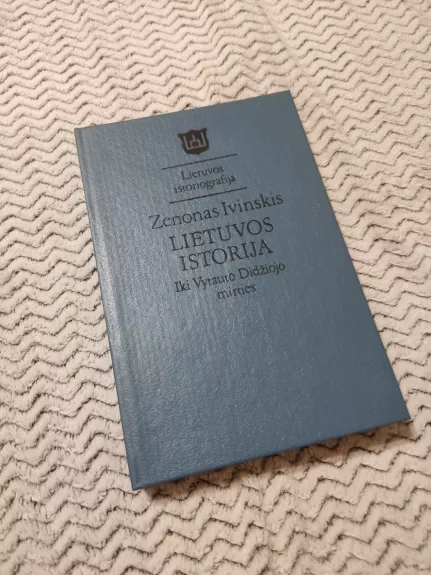 Lietuvos
istoriografija
Zenonas Ivinskis
LIETUVOS
ISTORIJA
Iki Vytauto Didžiojo
mirties